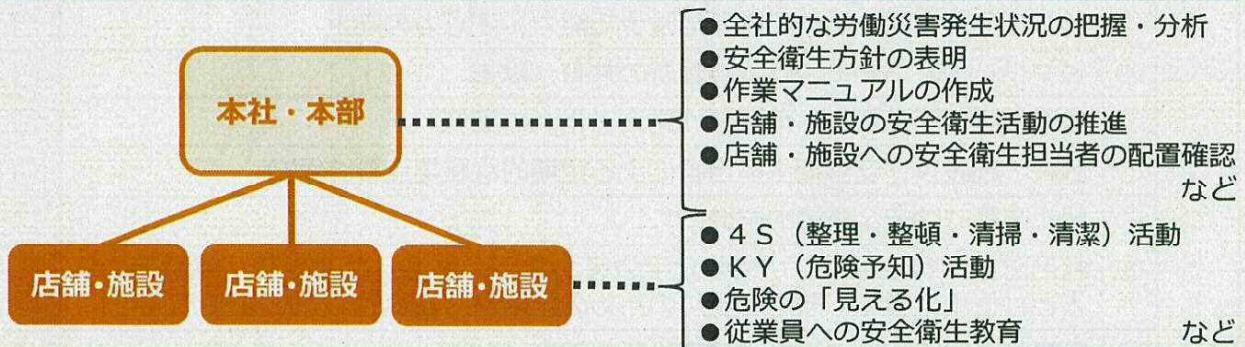 本社・本部
● 全社的な労働災害発生状況の把握・分析
● 安全衛生方針の表明
● 作業マニュアルの作成
● 店舗・施設の安全衛生活動の推進
● 店舗・施設への安全衛生担当者の配置確認
など
店舗・施設
店舗・施設
店舗・施設
● 4S（整理・整頓・清掃・清潔）活動
● KY（危険予知）活動
● 危険の「見える化」
● 従業員への安全衛生教育 など